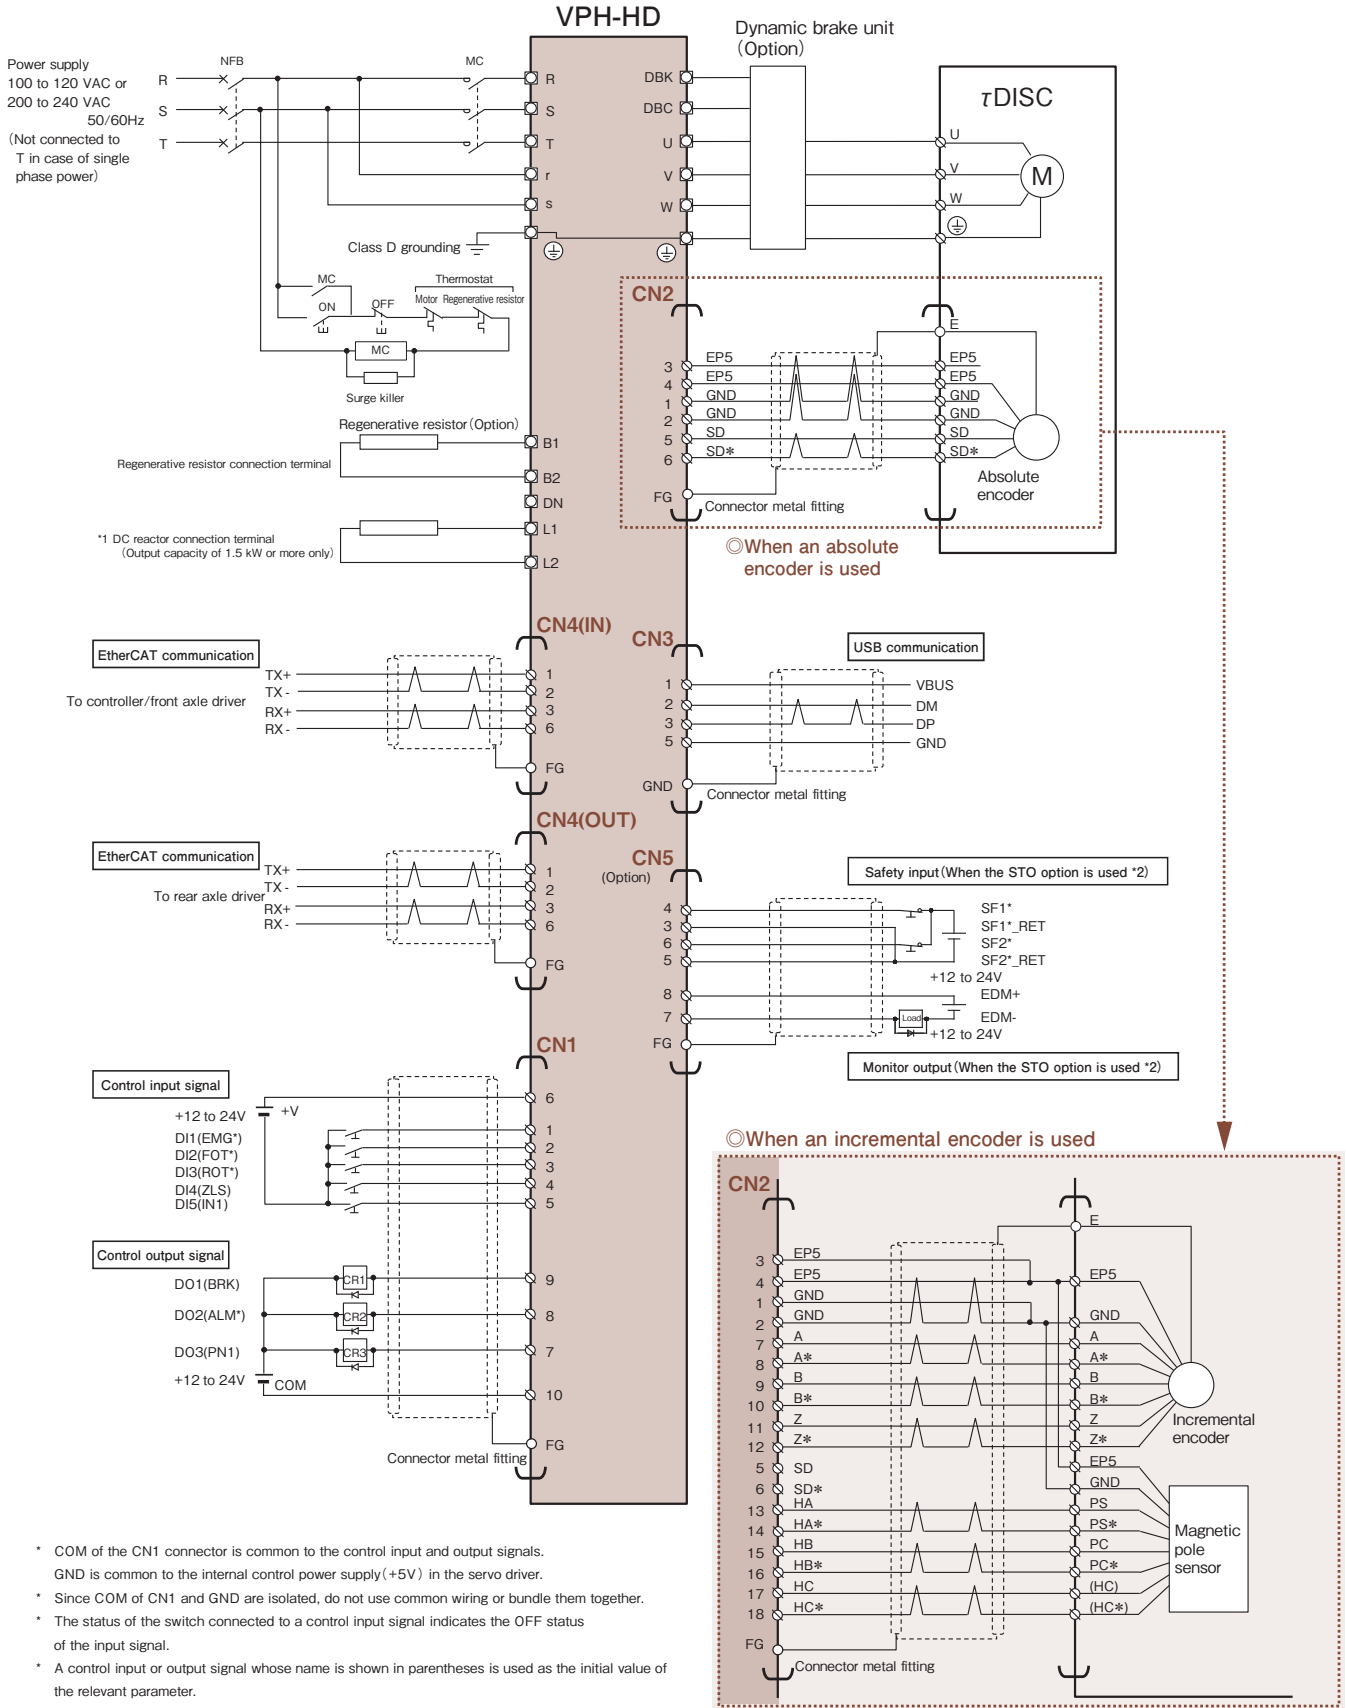 VPH-HD
Power supply
100 to 120 VAC or
200 to 240 VAC
50/60Hz
(Not connected to
T in case of single
phase power)
NFB
MC
R
S
T
R
S
T
r
s
Class D grounding
MC
ON
OFF
Thermostat
Motor Regenerative resistor
MC
Surge killer
Regenerative resistor(Option)
Regenerative resistor connection terminal
B1
B2
DN
*1 DC reactor connection terminal
(Output capacity of 1.5 kW or more only)
L1
L2
Dynamic brake unit
(Option)
DBK
DBC
U
V
W
τDISC
U
V
W
M
CN2
E
3 EP5 EP5
4 EP5 EP5
1 GND GND
2 GND GND
5 SD SD
6 SD* SD*
FG
Connector metal fitting
Absolute
encoder
◎When an absolute
encoder is used
CN4(IN)
EtherCAT communication
To controller/front axle driver
TX+ 1
TX - 2
RX+ 3
RX - 6
FG
CN3
USB communication
1 VBUS
2 DM
3 DP
5 GND
GND
Connector metal fitting
CN4(OUT)
EtherCAT communication
To rear axle driver
TX+ 1
TX - 2
RX+ 3
RX - 6
FG
CN5
(Option)
Safety input(When the STO option is used *2)
4 SF1*
3 SF1*_RET
6 SF2*
5 SF2*_RET
+12 to 24V
8 EDM+
7 Load EDM-
+12 to 24V
FG
Monitor output(When the STO option is used *2)
CN1
Control input signal
+12 to 24V +V 6
DI1(EMG*) 1
DI2(FOT*) 2
DI3(ROT*) 3
DI4(ZLS) 4
DI5(IN1) 5
Control output signal
DO1(BRK) CR1 9
DO2(ALM*) CR2 8
DO3(PN1) CR3 7
+12 to 24V COM 10
FG
Connector metal fitting
◎When an incremental encoder is used
CN2
E
3 EP5
4 EP5 EP5
1 GND
2 GND GND
7 A A
8 A* A*
9 B B
10 B* B*
11 Z Z
12 Z* Z*
5 SD EP5
6 SD* GND
13 HA PS
14 HA* PS*
15 HB PC
16 HB* PC*
17 HC (HC)
18 HC* (HC*)
FG
Connector metal fitting
Incremental
encoder
Magnetic
pole
sensor
* COM of the CN1 connector is common to the control input and output signals.
GND is common to the internal control power supply(+5V) in the servo driver.
* Since COM of CN1 and GND are isolated, do not use common wiring or bundle them together.
* The status of the switch connected to a control input signal indicates the OFF status
of the input signal.
* A control input or output signal whose name is shown in parentheses is used as the initial value of
the relevant parameter.